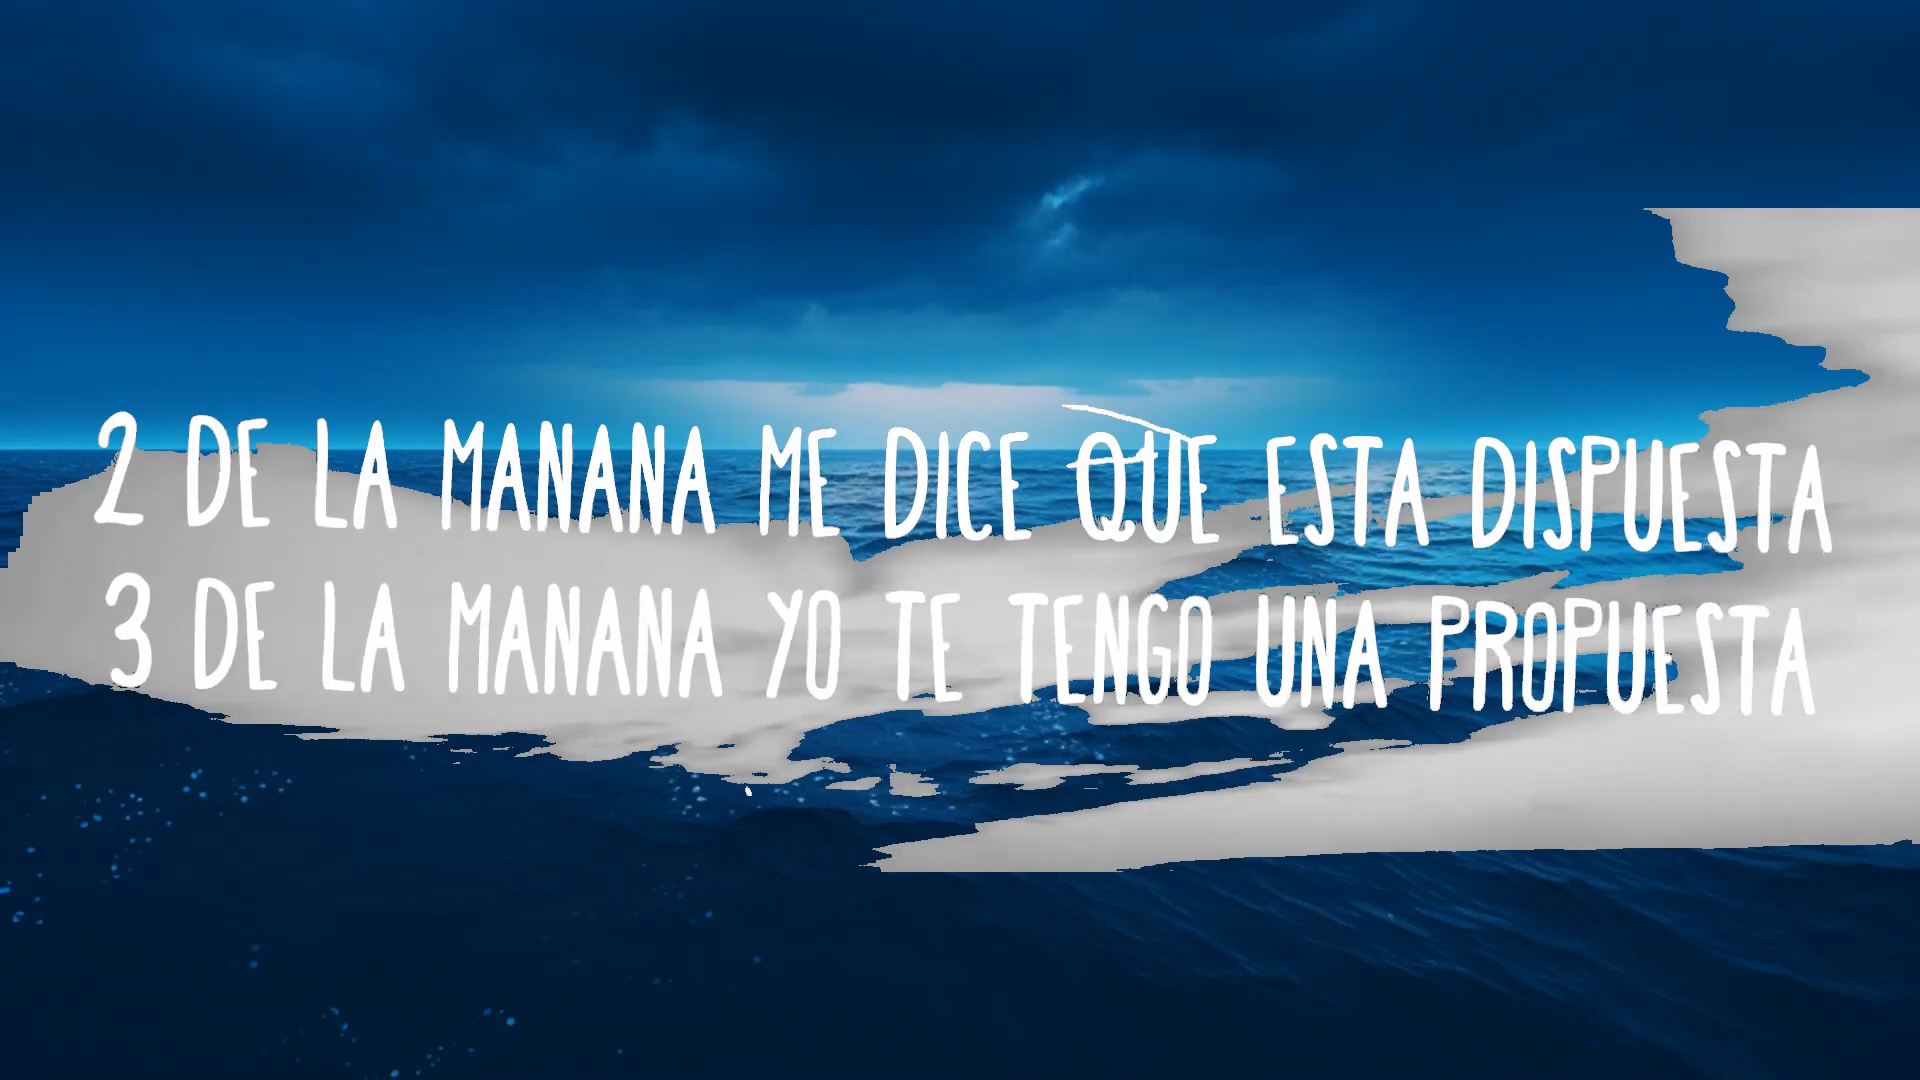 2 DE LA MANANA ME DICE QUE ESTA DISPUESTA
3 DE LA MANANA YO TE TENGO UNA PROPUESTA